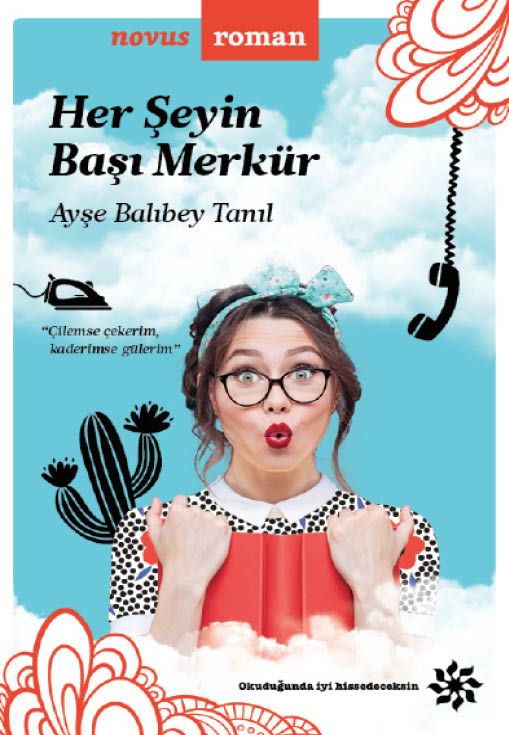 novus roman
Her Şeyin
Başı Merkür
Ayşe Balıbey Tanıl
“Çilemse çekerim,
kaderimse gülerim”
Okuduğunda iyi hissedeceksin